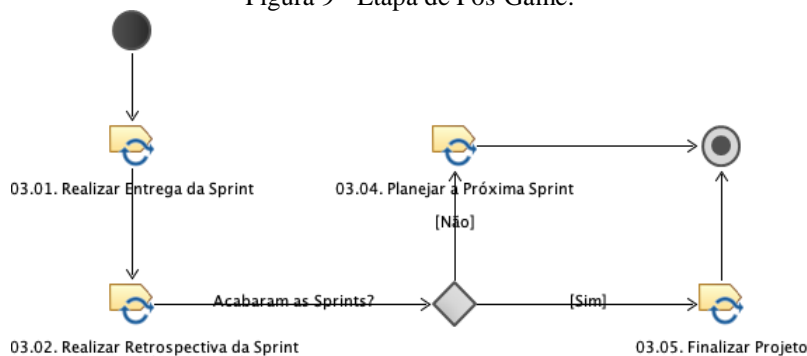 Figura 9 - Etapa de Pós-Game.
03.01. Realizar Entrega da Sprint
03.04. Planejar a Próxima Sprint
[Não]
Acabaram as Sprints?
[Sim]
03.02. Realizar Retrospectiva da Sprint
03.05. Finalizar Projeto